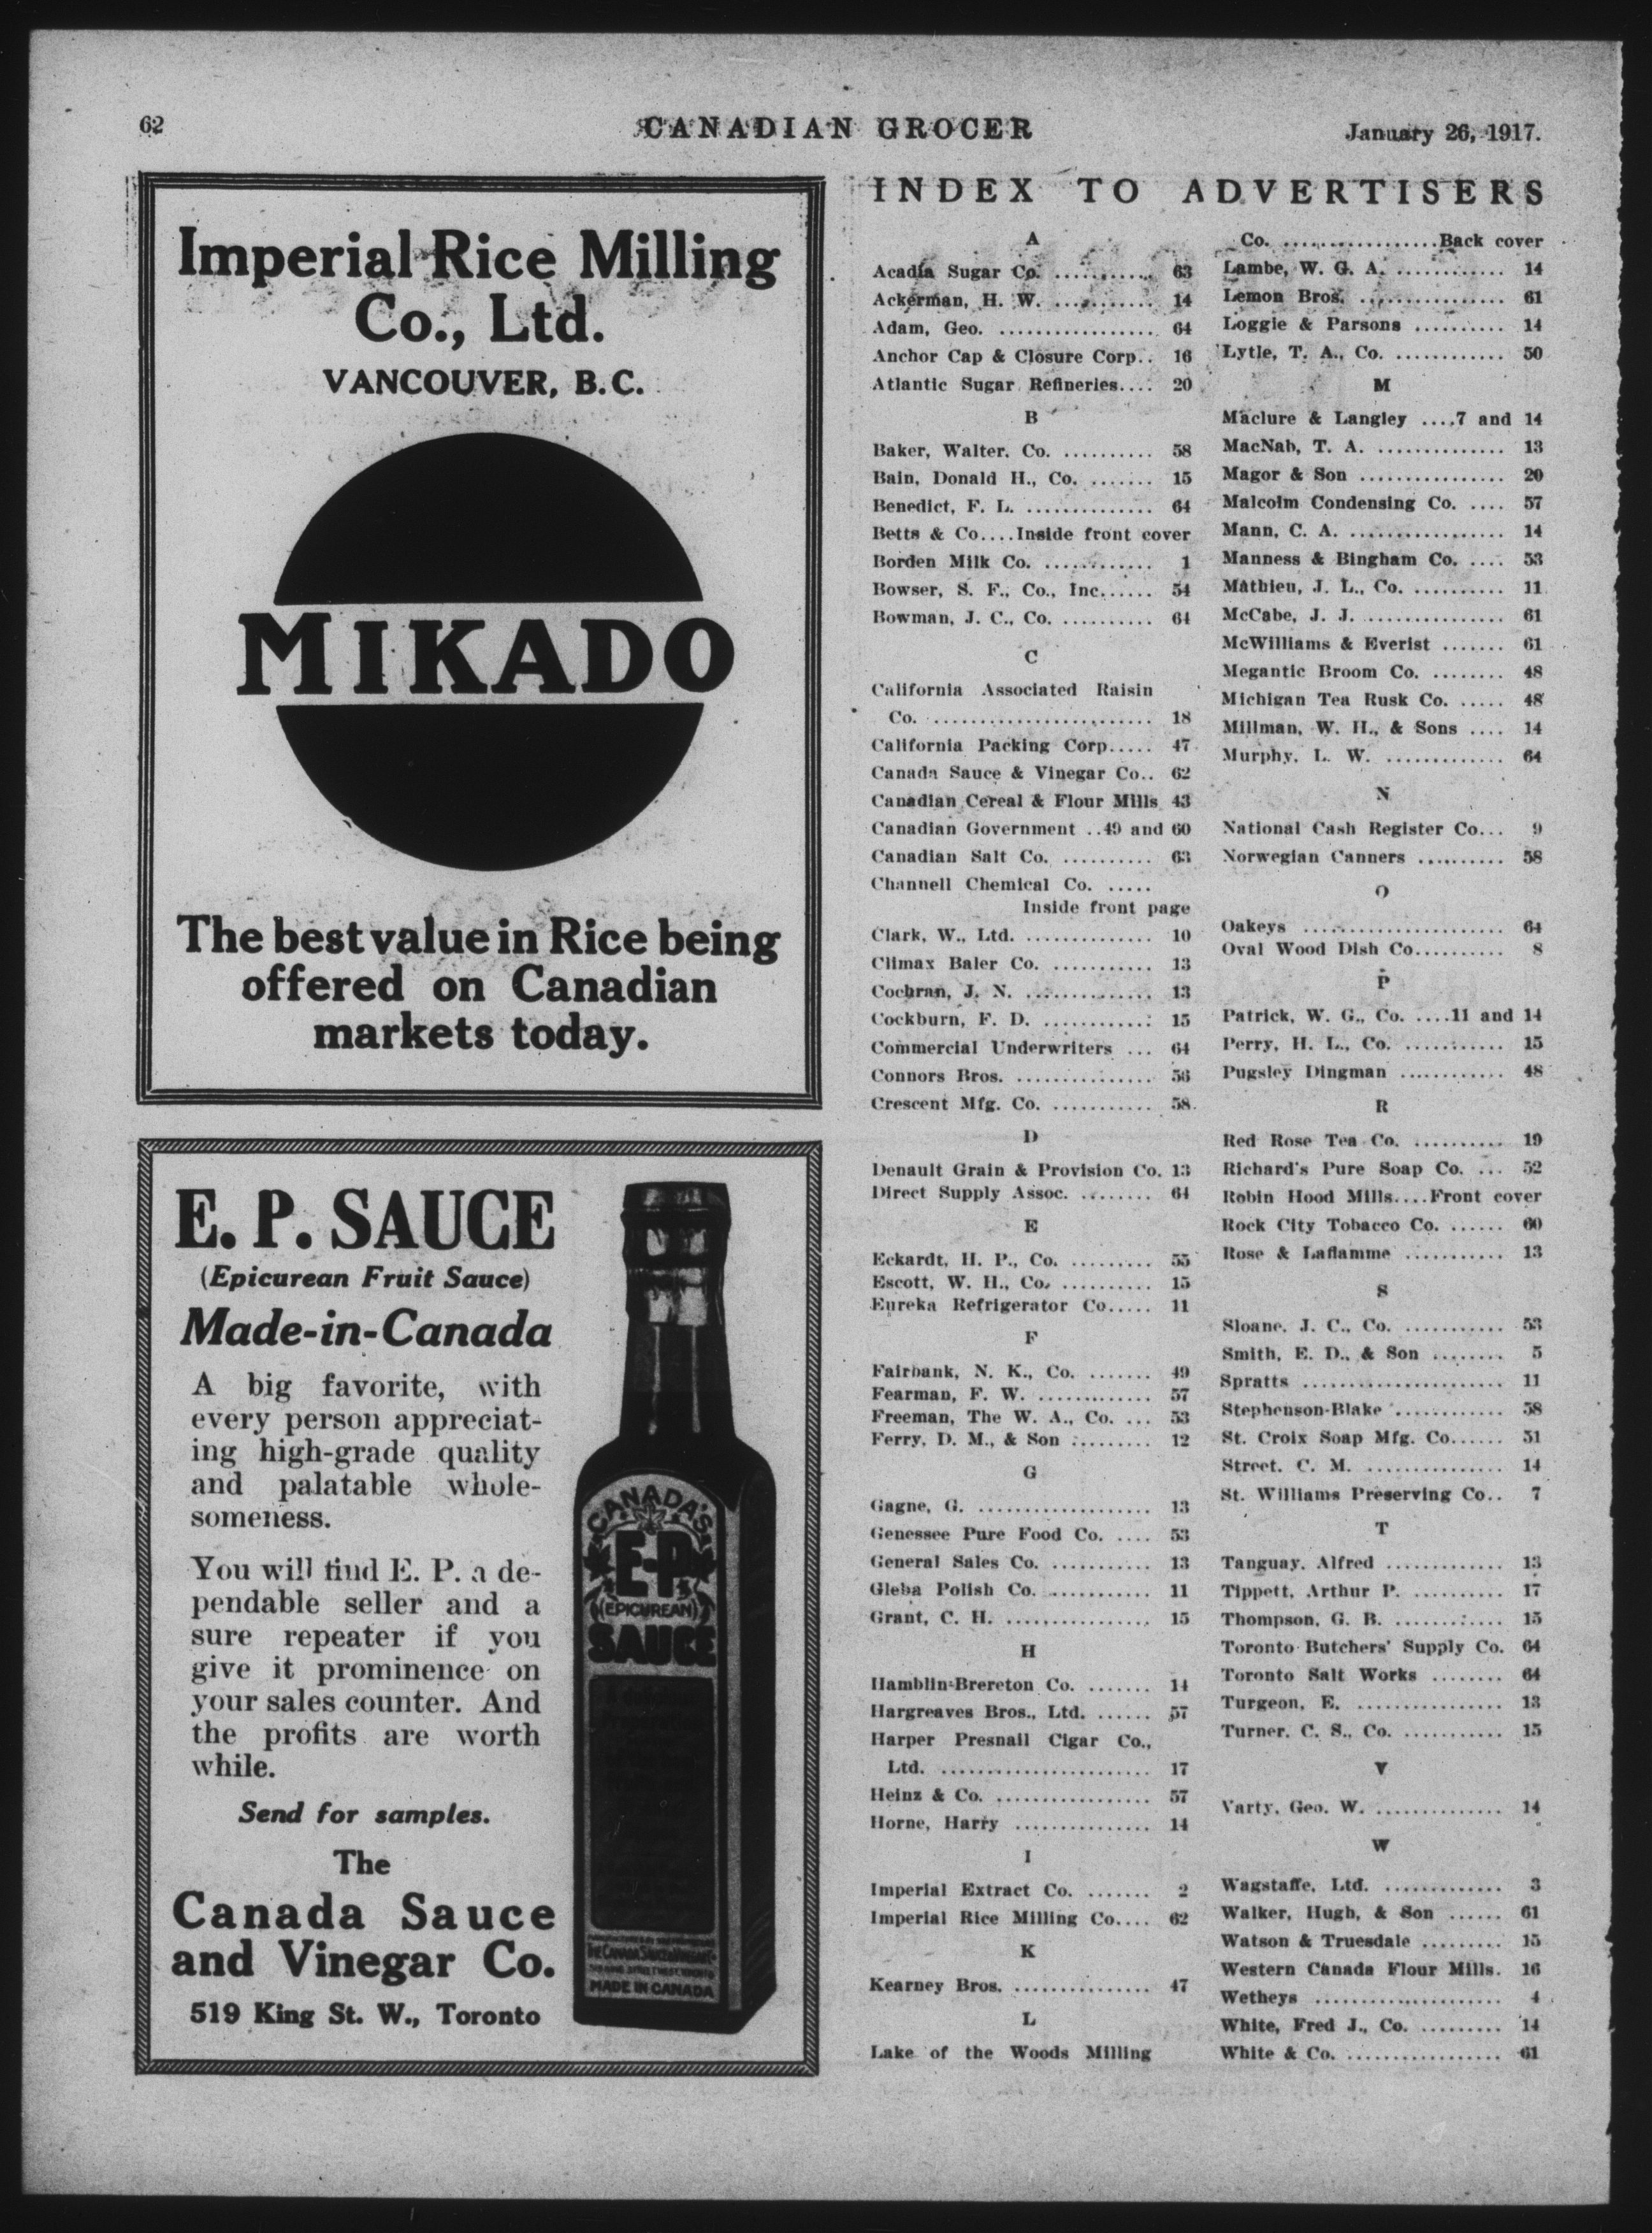 62
CANADIAN GROCER
January 26, 1917.
Imperial Rice Milling
Co., Ltd.
VANCOUVER, B.C.
MIKADO
The best value in Rice being
offered on Canadian
markets today.
E. P. SAUCE
(Epicurean Fruit Sauce)
Made-in-Canada
A big favorite, with
every person appreciat-
ing high-grade quality
and palatable whole-
someness.
You will find E. P. a de-
pendable seller and a
sure repeater if you
give it prominence on
your sales counter. And
the profits are worth
while.
Send for samples.
The
Canada Sauce
and Vinegar Co.
519 King St. W., Toronto
CANADA'S
E-P
(EPICUREAN)
SAUCE
THE CANADA SAUCE & VINEGAR
MADE IN CANADA
INDEX TO ADVERTISERS
A
Acadia Sugar Co. ............ 63
Ackerman, H. W. ............ 14
Adam, Geo. ................. 64
Anchor Cap & Closure Corp.. 16
Atlantic Sugar Refineries.... 20
B
Baker, Walter, Co. .......... 58
Bain, Donald H., Co. ....... 15
Benedict, F. L. .............. 64
Betts & Co....Inside front cover
Borden Milk Co. ............ 1
Bowser, S. F., Co., Inc...... 54
Bowman, J. C., Co. .......... 64
C
California Associated Raisin
Co. ........................ 18
California Packing Corp..... 47
Canada Sauce & Vinegar Co.. 62
Canadian Cereal & Flour Mills 43
Canadian Government ..49 and 60
Canadian Salt Co. .......... 63
Channell Chemical Co. .....
Inside front page
Clark, W., Ltd. .............. 10
Climax Baler Co. ........... 13
Cochran, J. N. .............. 13
Cockburn, F. D. ............ 15
Commercial Underwriters ... 64
Connors Bros. ............... 56
Crescent Mfg. Co. ........... 58
D
Denault Grain & Provision Co. 13
Direct Supply Assoc. ........ 64
E
Eckardt, H. P., Co. ......... 55
Escott, W. H., Co. .......... 15
Eureka Refrigerator Co..... 11
F
Fairbank, N. K., Co. ....... 49
Fearman, F. W. ............. 57
Freeman, The W. A., Co. ... 53
Ferry, D. M., & Son ......... 12
G
Gagne, G. ................... 13
Genessee Pure Food Co. .... 53
General Sales Co. ........... 13
Gleba Polish Co. ............ 11
Grant, C. H. ................ 15
H
Hamblin-Brereton Co. ....... 14
Hargreaves Bros., Ltd. ...... 57
Harper Presnail Cigar Co.,
Ltd. ....................... 17
Heinz & Co. ................. 57
Horne, Harry ............... 14
I
Imperial Extract Co. ....... 2
Imperial Rice Milling Co.... 62
K
Kearney Bros. ............... 47
L
Lake of the Woods Milling
Co. .................Back cover
Lambe, W. G. A. ............ 14
Lemon Bros. ................ 61
Loggie & Parsons .......... 14
Lytle, T. A., Co. ............ 50
M
Maclure & Langley ....7 and 14
MacNab, T. A. .............. 13
Magor & Son ................ 20
Malcolm Condensing Co. .... 57
Mann, C. A. ................. 14
Manness & Bingham Co. .... 53
Mathieu, J. L., Co. .......... 11
McCabe, J. J. ............... 61
McWilliams & Everist ....... 61
Megantic Broom Co. ........ 48
Michigan Tea Rusk Co. ..... 48
Millman, W. H., & Sons .... 14
Murphy, L. W. ............. 64
N
National Cash Register Co... 9
Norwegian Canners .......... 58
O
Oakeys ...................... 64
Oval Wood Dish Co.......... 8
P
Patrick, W. G., Co. ....11 and 14
Perry, H. L., Co. ........... 15
Pugsley Dingman ............ 48
R
Red Rose Tea Co. .......... 19
Richard's Pure Soap Co. ... 52
Robin Hood Mills....Front cover
Rock City Tobacco Co. ...... 60
Rose & Laflamme ........... 13
S
Sloane, J. C., Co. ........... 53
Smith, E. D., & Son ........ 5
Spratts ...................... 11
Stephenson-Blake ............ 58
St. Croix Soap Mfg. Co...... 51
Street, C. M. ............... 14
St. Williams Preserving Co.. 7
T
Tanguay, Alfred ............. 13
Tippett, Arthur P. .......... 17
Thompson, G. B. ............ 15
Toronto Butchers' Supply Co. 64
Toronto Salt Works ........ 64
Turgeon, E. ................ 13
Turner, C. S., Co. ........... 15
V
Varty, Geo. W. .............. 14
W
Wagstaffe, Ltd. ............. 3
Walker, Hugh, & Son ...... 61
Watson & Truesdale ......... 15
Western Canada Flour Mills. 16
Wetheys ..................... 4
White, Fred J., Co. ......... 14
White & Co. ................. 61